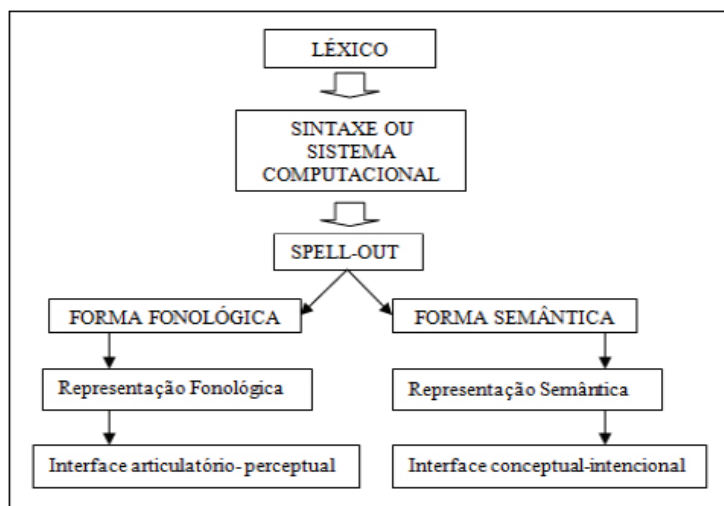 LÉXICO
SINTAXE OU
SISTEMA
COMPUTACIONAL
SPELL-OUT
FORMA FONOLÓGICA
FORMA SEMÂNTICA
Representação Fonológica
Representação Semântica
Interface articulatório- perceptual
Interface conceptual-intencional